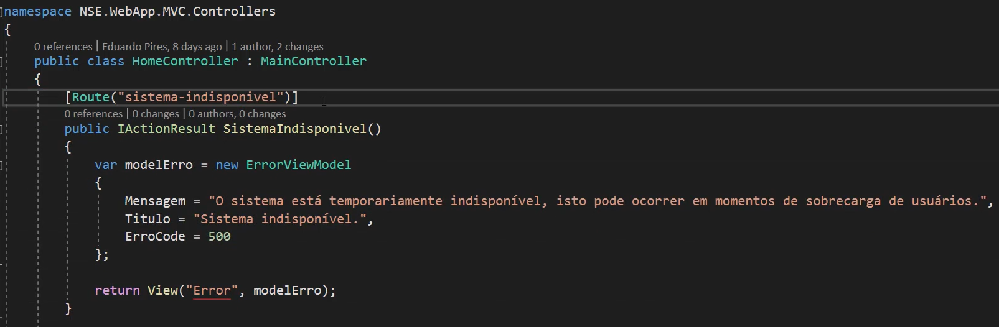 namespace NSE.WebApp.MVC.Controllers
{
0 references | Eduardo Pires, 8 days ago | 1 author, 2 changes
public class HomeController : MainController
{
[Route("sistema-indisponivel")]
0 references | 0 changes | 0 authors, 0 changes
public IActionResult SistemaIndisponivel()
{
var modelErro = new ErrorViewModel
{
Mensagem = "O sistema está temporariamente indisponível, isto pode ocorrer em momentos de sobrecarga de usuários.",
Titulo = "Sistema indisponível.",
ErroCode = 500
};
return View("Error", modelErro);
}